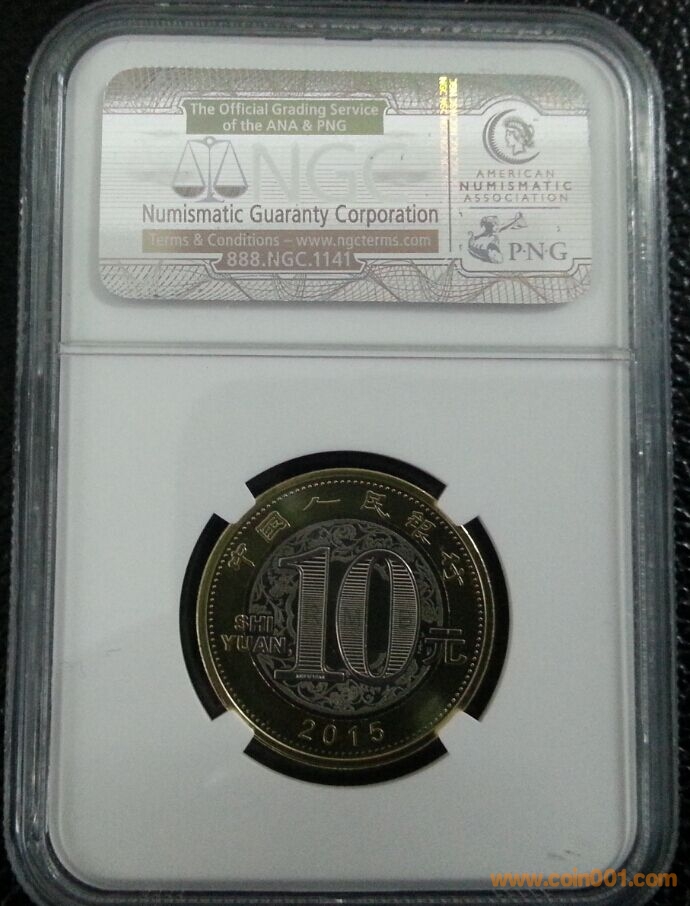 The Official Grading Service
of the ANA & PNG
NGC
Numismatic Guaranty Corporation
Terms & Conditions – www.ngcterms.com
888.NGC.1141
AMERICAN
NUMISMATIC
ASSOCIATION
P·N·G
中国人民银行
10
SHI
YUAN
元
2015
www.coin001.com